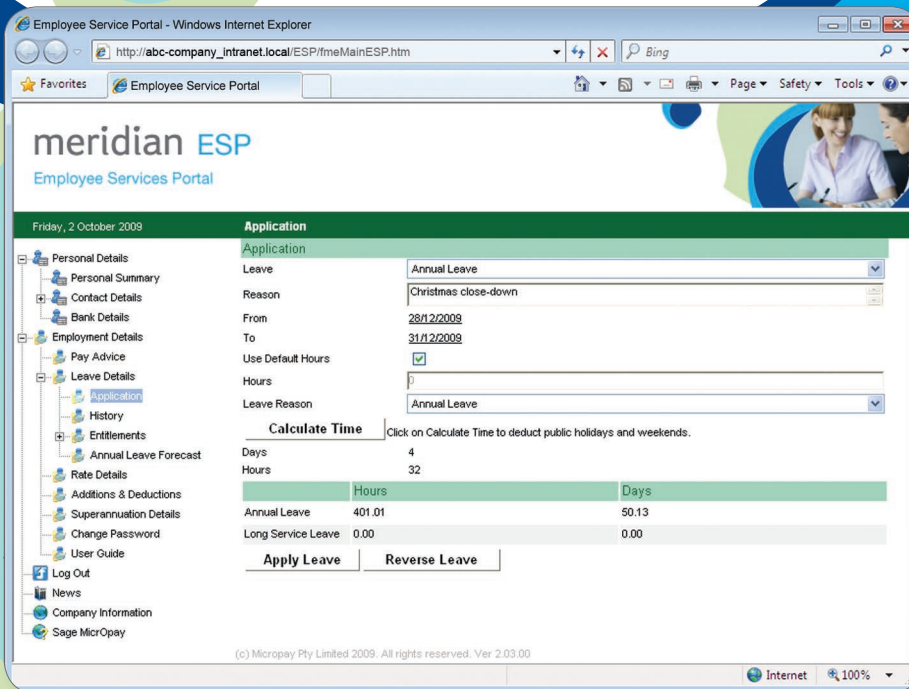 Employee Service Portal - Windows Internet Explorer
http://abc-company_intranet.local/ESP/fmeMainESP.htm
Bing
Favorites
Employee Service Portal
Page
Safety
Tools
meridian ESP
Employee Services Portal
Friday, 2 October 2009
Application
Personal Details
Personal Summary
Contact Details
Bank Details
Employment Details
Pay Advice
Leave Details
Application
History
Entitlements
Annual Leave Forecast
Rate Details
Additions & Deductions
Superannuation Details
Change Password
User Guide
Log Out
News
Company Information
Sage MicrOpay
Application
Leave Annual Leave
Reason Christmas close-down
From 28/12/2009
To 31/12/2009
Use Default Hours
Hours 0
Leave Reason Annual Leave
Calculate Time Click on Calculate Time to deduct public holidays and weekends.
Days 4
Hours 32
Hours Days
Annual Leave 401.01 50.13
Long Service Leave 0.00 0.00
Apply Leave Reverse Leave
(c) Micropay Pty Limited 2009. All rights reserved. Ver 2.03.00
Internet 100%